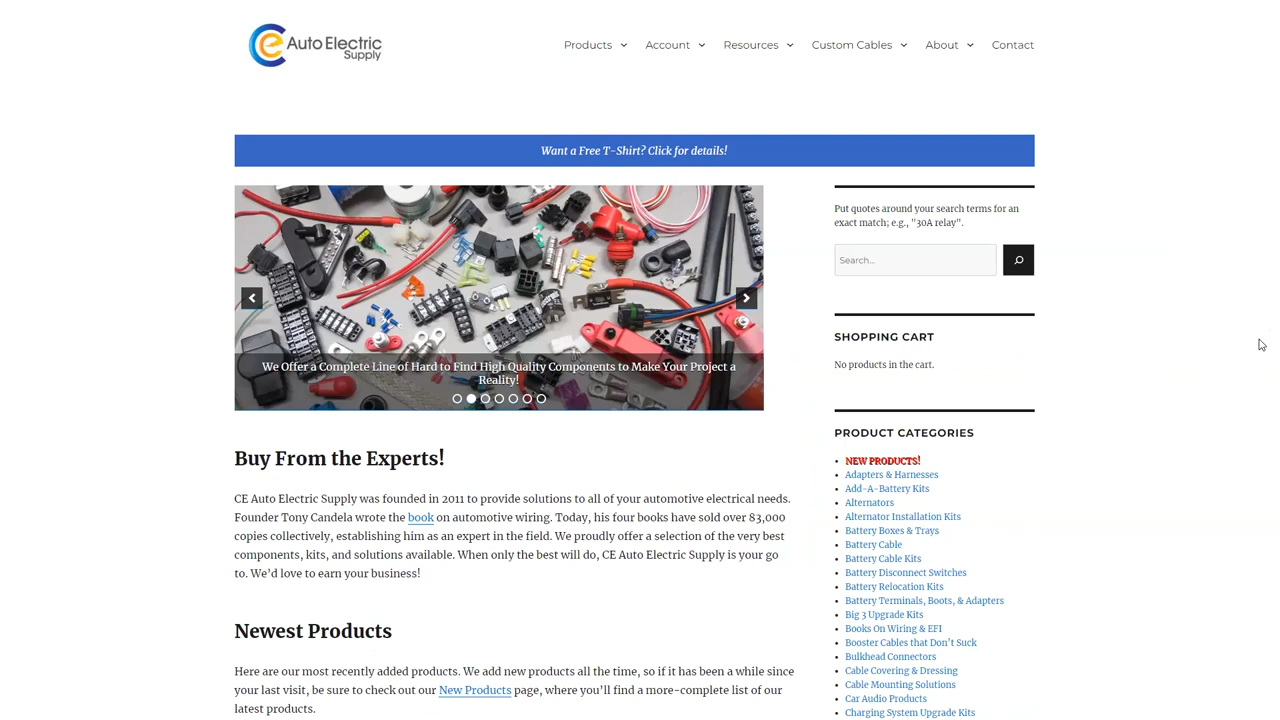 Auto Electric
Supply
Products
Account
Resources
Custom Cables
About
Contact
Want a Free T-Shirt? Click for details!
We Offer a Complete Line of Hard to Find High Quality Components to Make Your Project a
Reality!
Buy From the Experts!
CE Auto Electric Supply was founded in 2011 to provide solutions to all of your automotive electrical needs.
Founder Tony Candela wrote the book on automotive wiring. Today, his four books have sold over 83,000
copies collectively, establishing him as an expert in the field. We proudly offer a selection of the very best
components, kits, and solutions available. When only the best will do, CE Auto Electric Supply is your go
to. We'd love to earn your business!
Newest Products
Here are our most recently added products. We add new products all the time, so if it has been a while since
your last visit, be sure to check out our New Products page, where you'll find a more-complete list of our
latest products.
Put quotes around your search terms for an
exact match; e.g., "30A relay".
Search...
SHOPPING CART
No products in the cart.
PRODUCT CATEGORIES
NEW PRODUCTS!
Adapters & Harnesses
Add-A-Battery Kits
Alternators
Alternator Installation Kits
Battery Boxes & Trays
Battery Cable
Battery Cable Kits
Battery Disconnect Switches
Battery Relocation Kits
Battery Terminals, Boots, & Adapters
Big 3 Upgrade Kits
Books On Wiring & EFI
Booster Cables that Don't Suck
Bulkhead Connectors
Cable Covering & Dressing
Cable Mounting Solutions
Car Audio Products
Charging System Upgrade Kits